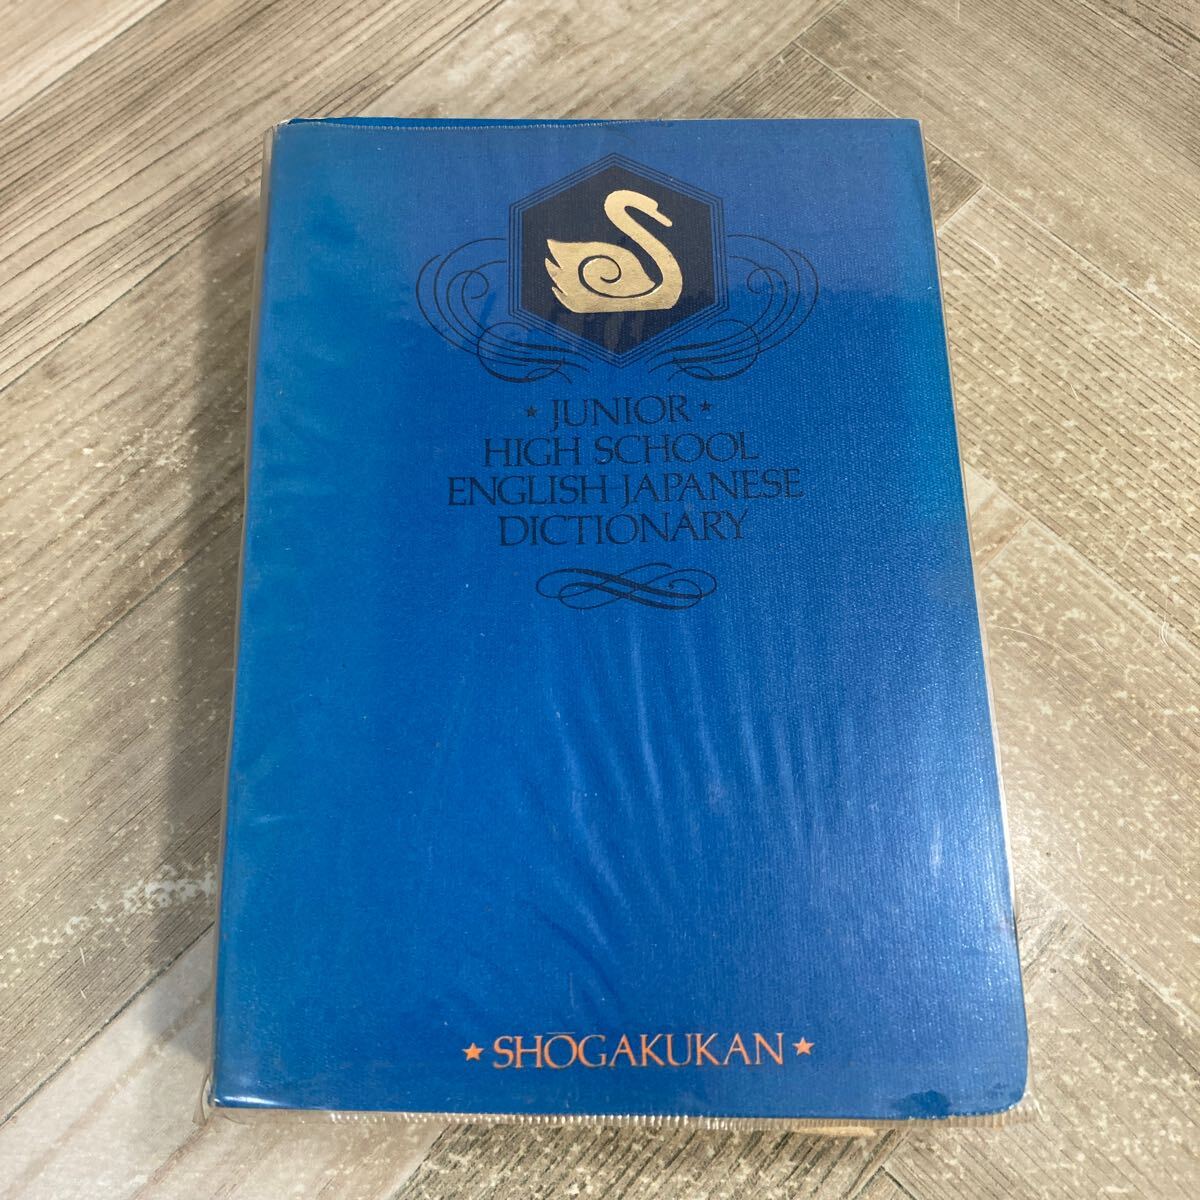 ★ JUNIOR ★
HIGH SCHOOL
ENGLISH-JAPANESE
DICTIONARY
★ SHŌGAKUKAN ★